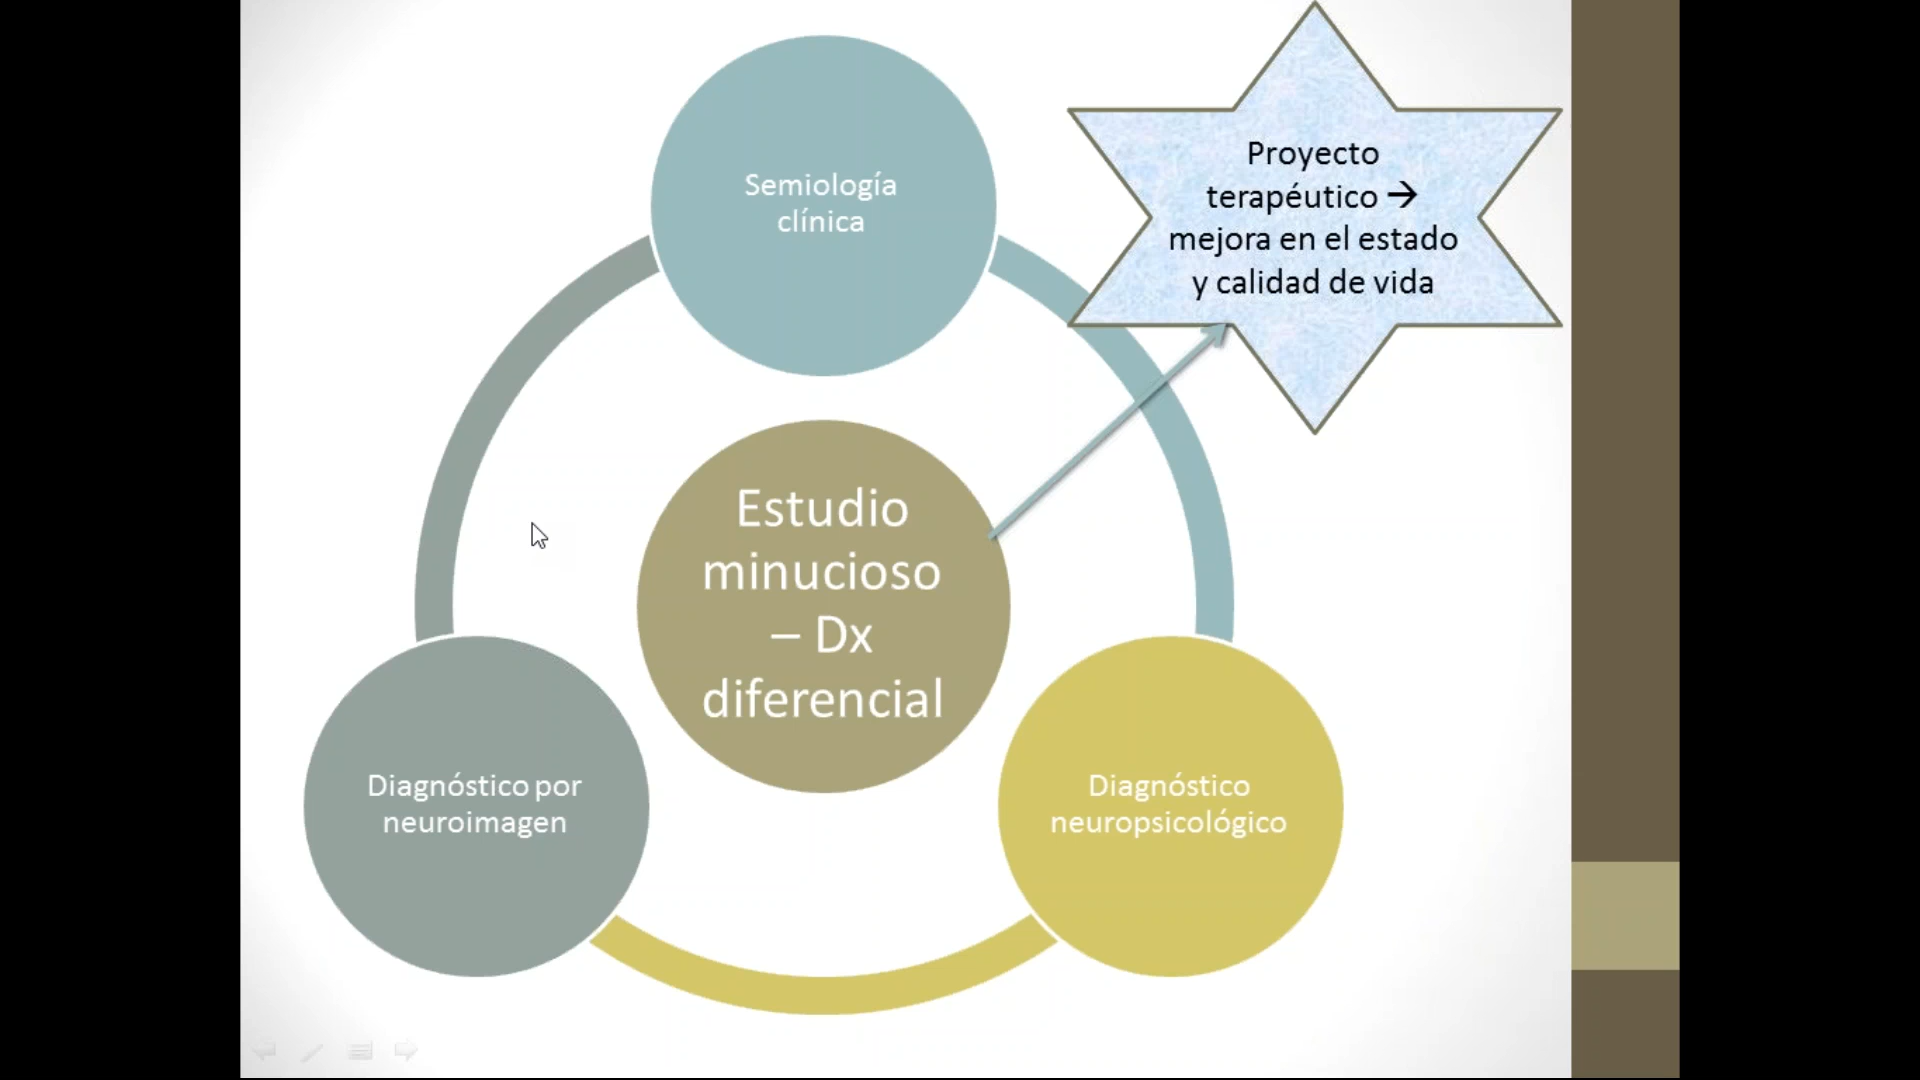 Semiología
clínica
Proyecto
terapéutico →
mejora en el estado
y calidad de vida
Estudio
minucioso
– Dx
diferencial
Diagnóstico por
neuroimagen
Diagnóstico
neuropsicológico